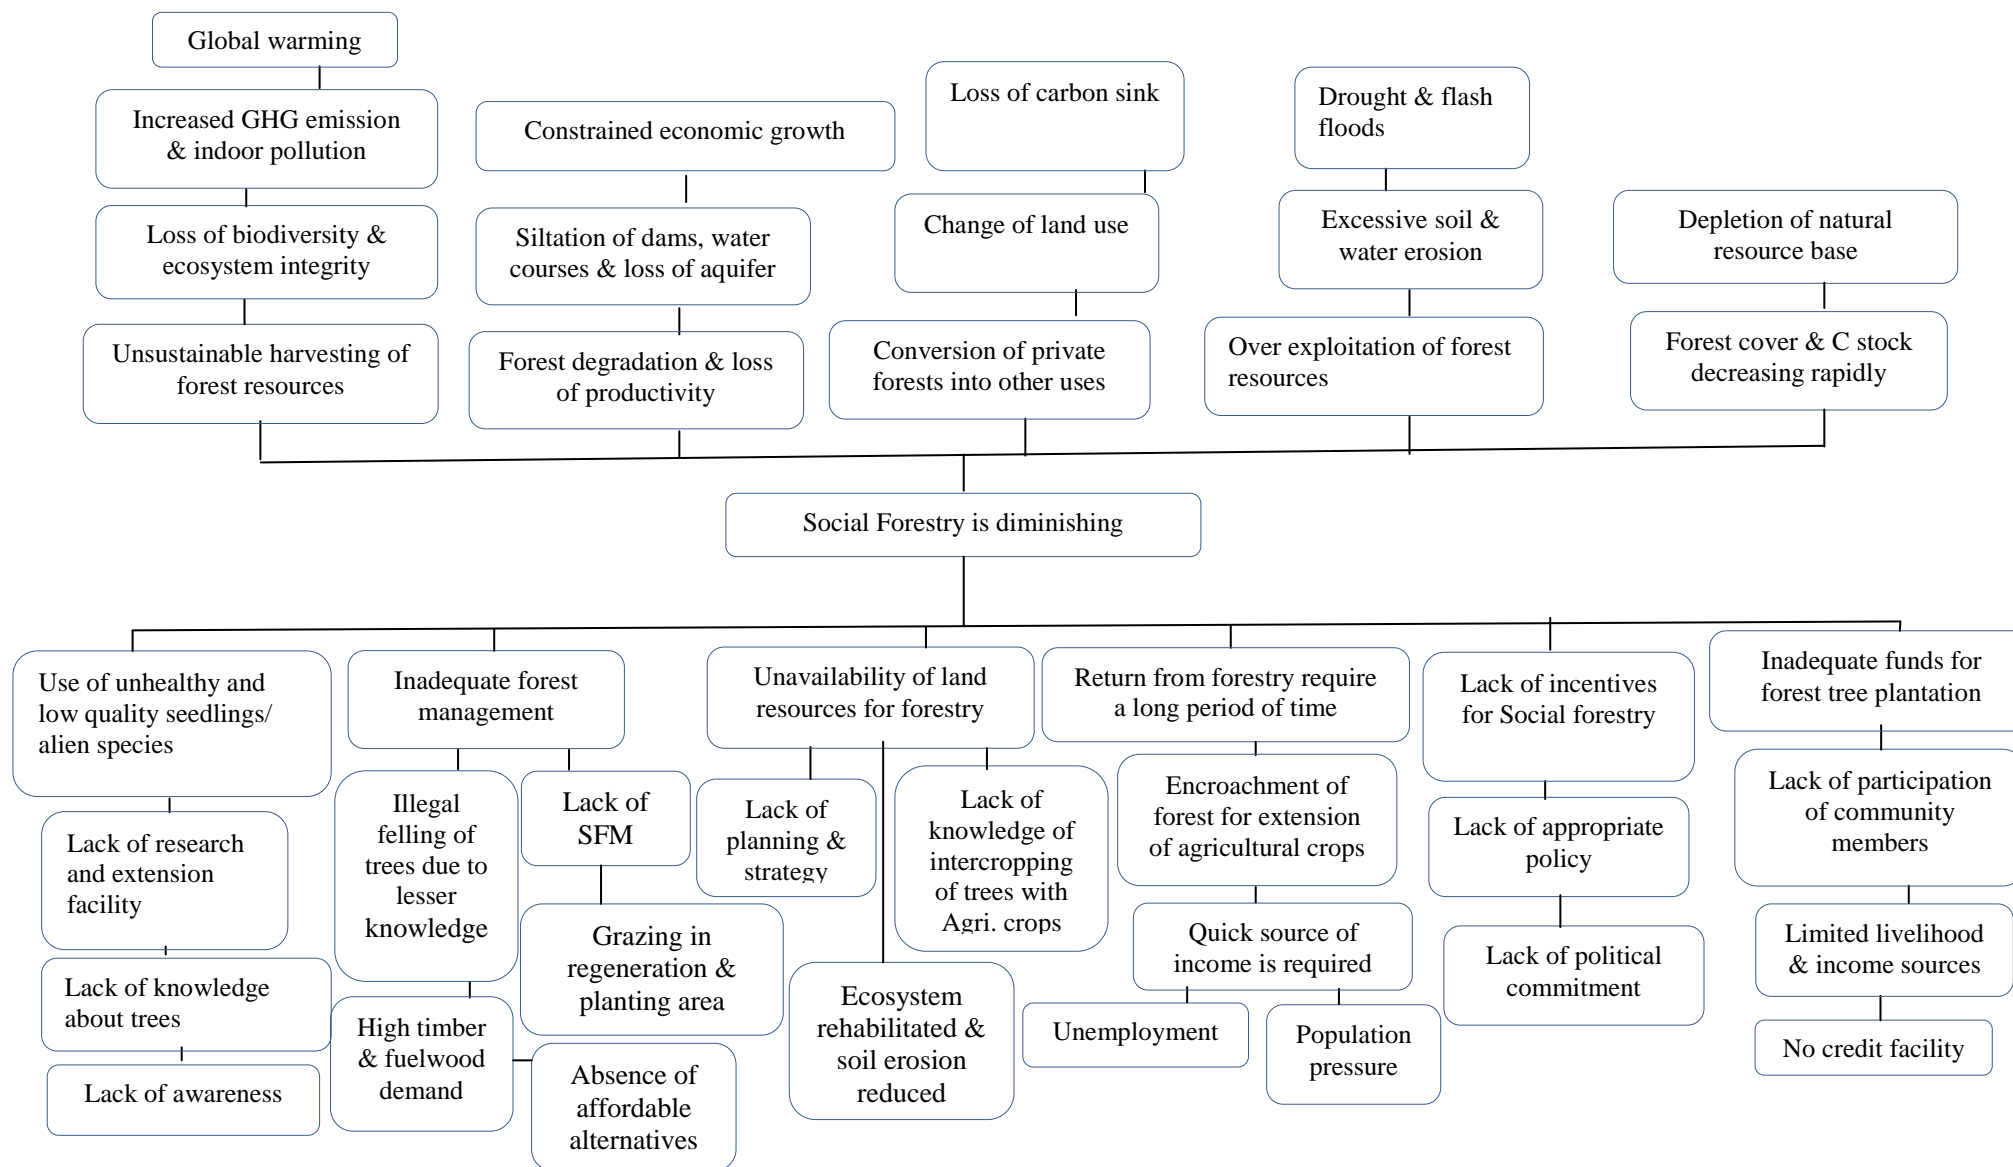 Global warming
Increased GHG emission
& indoor pollution
Constrained economic growth
Loss of carbon sink
Drought & flash
floods
Loss of biodiversity &
ecosystem integrity
Siltation of dams, water
courses & loss of aquifer
Change of land use
Excessive soil &
water erosion
Depletion of natural
resource base
Unsustainable harvesting of
forest resources
Forest degradation & loss
of productivity
Conversion of private
forests into other uses
Over exploitation of forest
resources
Forest cover & C stock
decreasing rapidly
Social Forestry is diminishing
Use of unhealthy and
low quality seedlings/
alien species
Inadequate forest
management
Unavailability of land
resources for forestry
Return from forestry require
a long period of time
Lack of incentives
for Social forestry
Inadequate funds for
forest tree plantation
Lack of research
and extension
facility
Illegal
felling of
trees due to
lesser
knowledge
Lack of
SFM
Lack of
planning &
strategy
Lack of
knowledge of
intercropping
of trees with
Agri. crops
Encroachment of
forest for extension
of agricultural crops
Lack of appropriate
policy
Lack of participation
of community
members
Grazing in
regeneration &
planting area
Quick source of
income is required
Lack of political
commitment
Limited livelihood
& income sources
Lack of knowledge
about trees
High timber
& fuelwood
demand
Ecosystem
rehabilitated &
soil erosion
reduced
Unemployment
Population
pressure
No credit facility
Lack of awareness
Absence of
affordable
alternatives